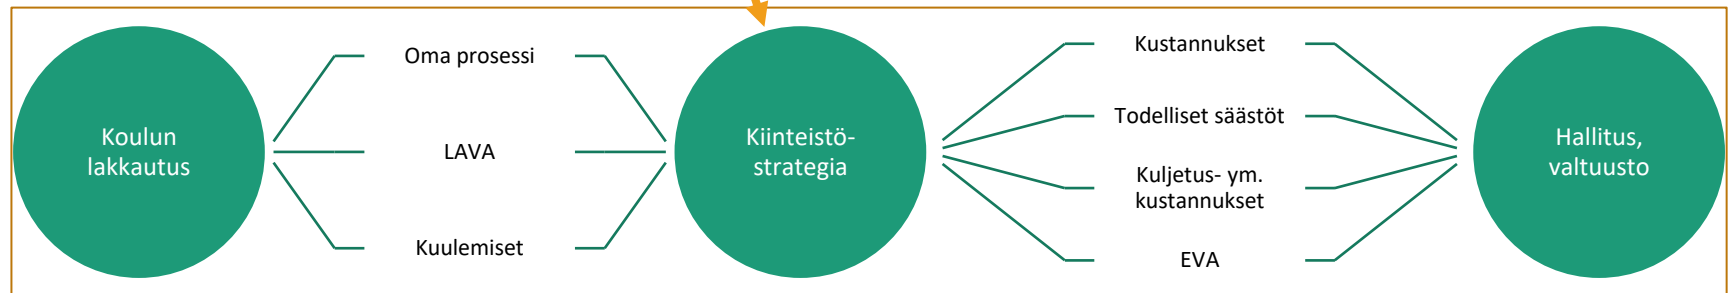 Koulun
lakkautus
Oma prosessi
LAVA
Kuulemiset
Kiinteistö-
strategia
Kustannukset
Todelliset säästöt
Kuljetus- ym.
kustannukset
EVA
Hallitus,
valtuusto